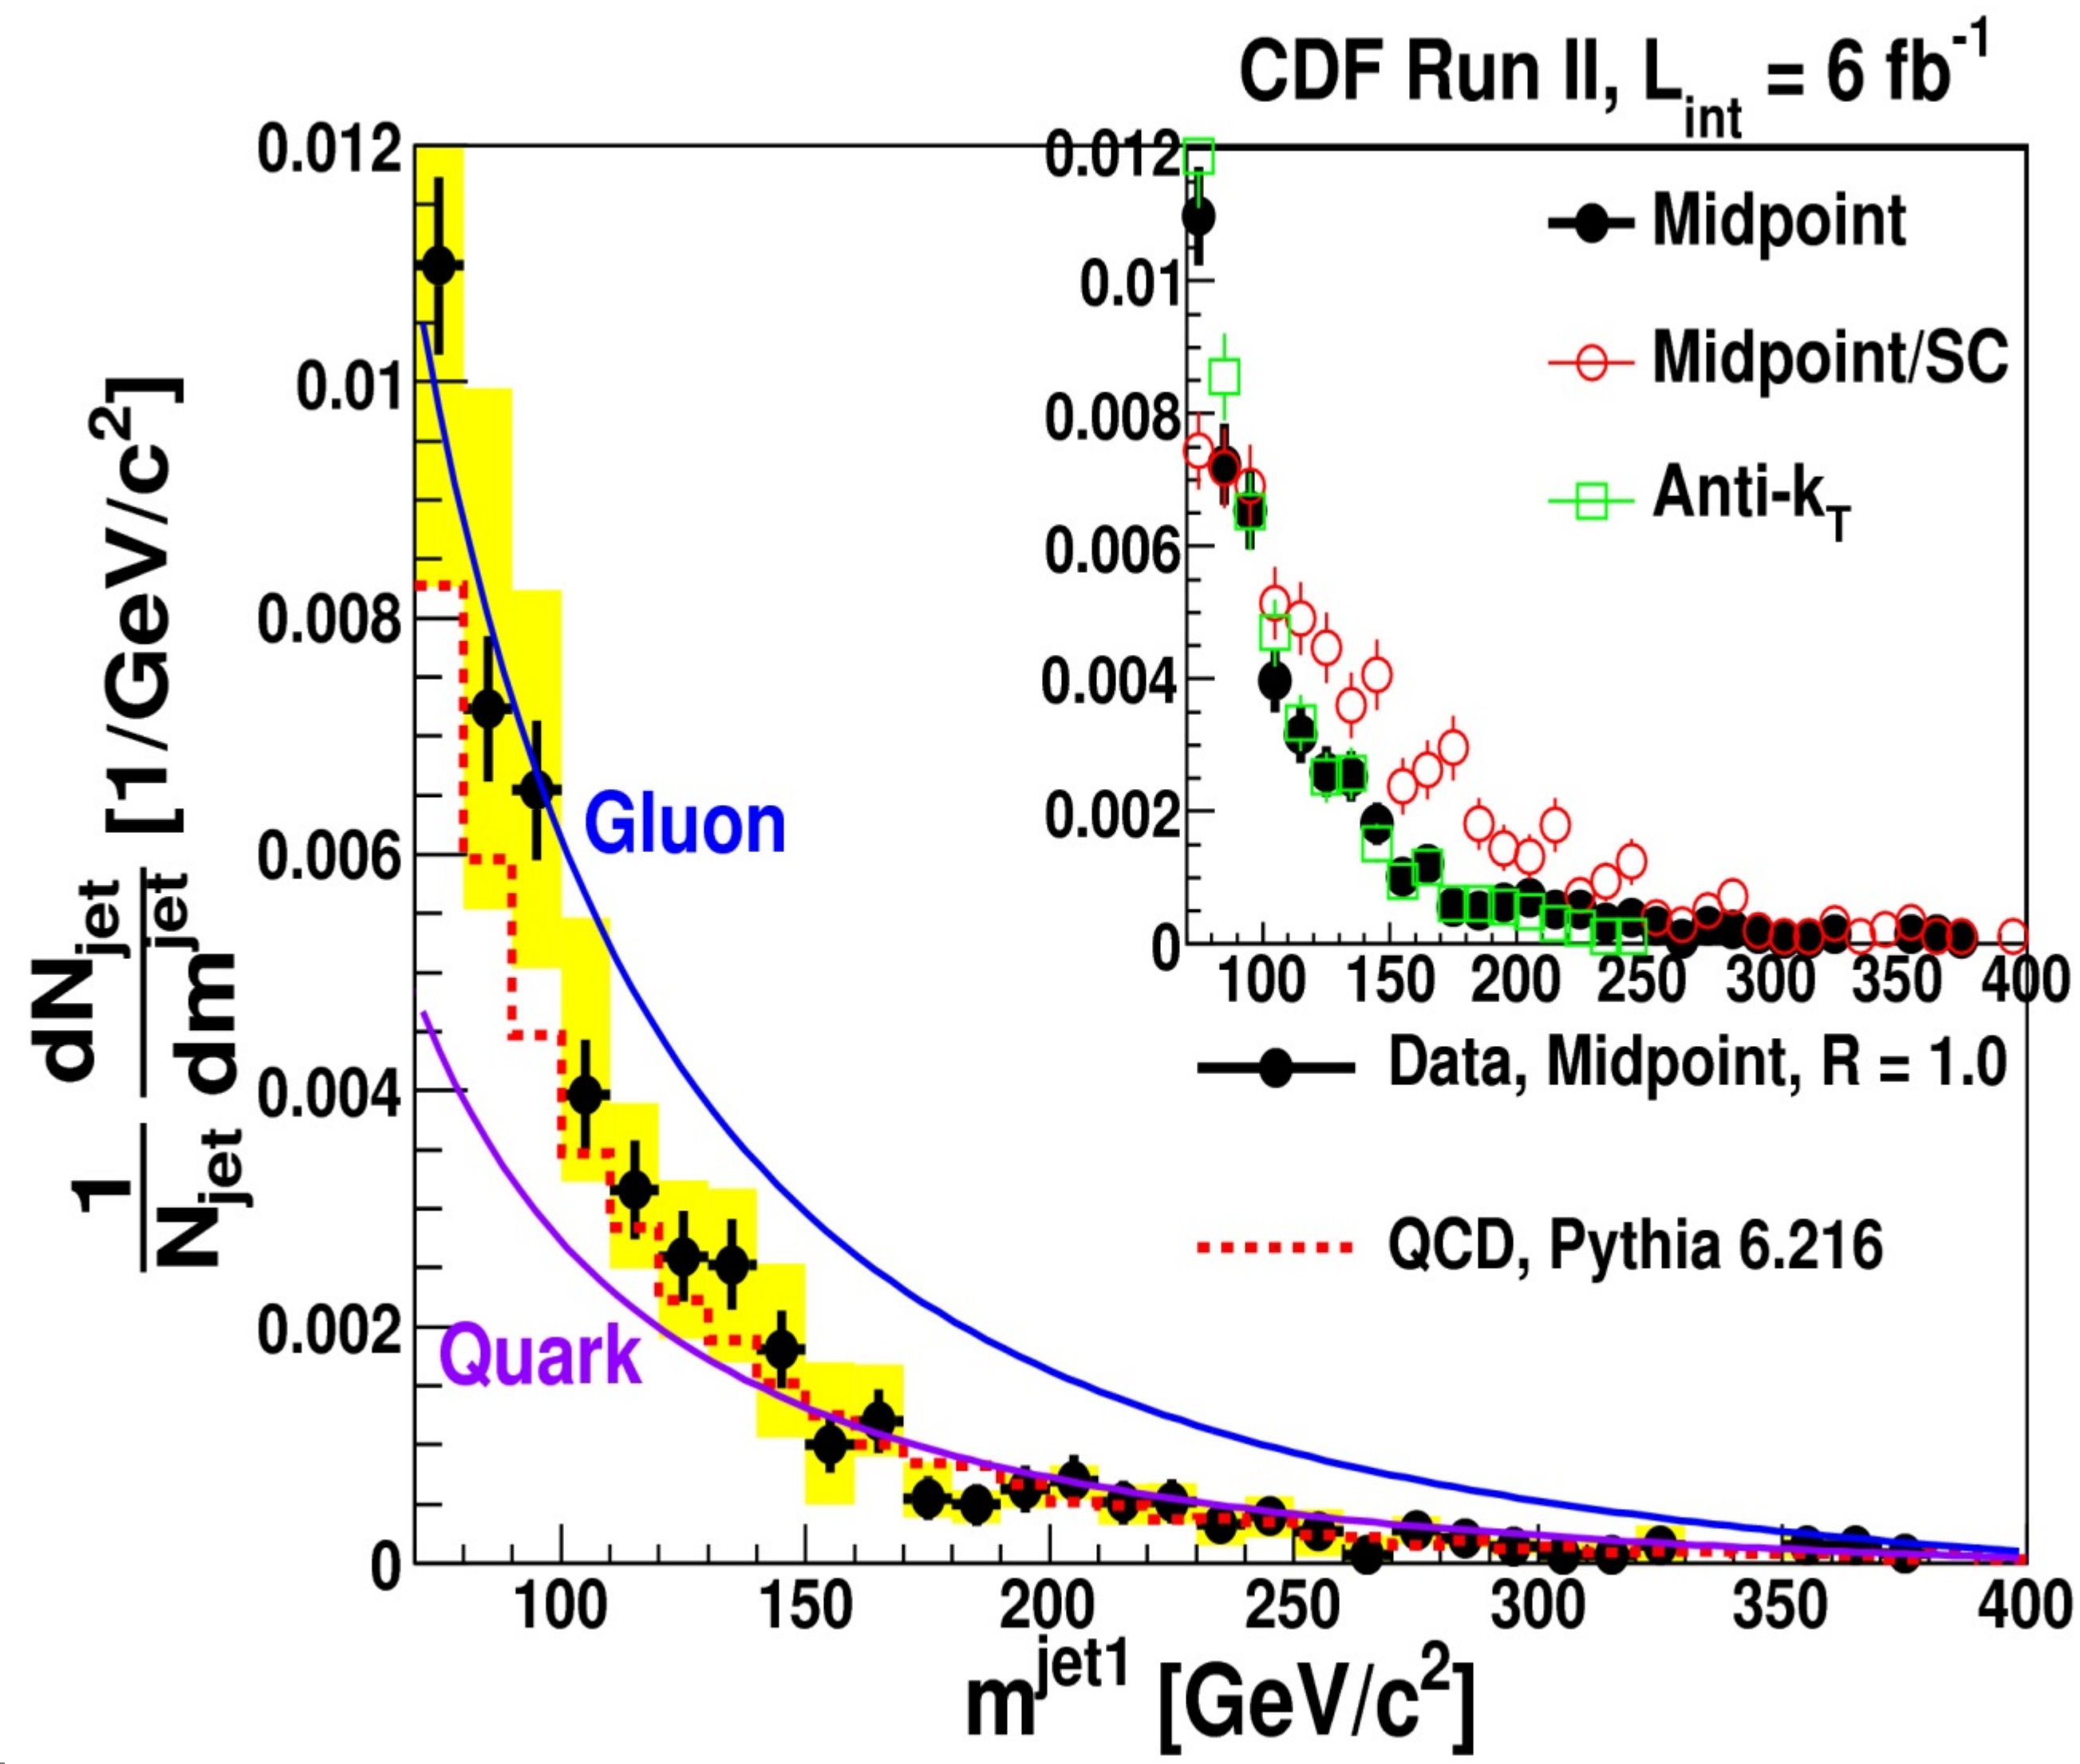 CDF Run II, L_int = 6 fb^-1
1/N_jet dN_jet/dm^jet [1/GeV/c^2]
0.012
0.01
0.008
0.006
0.004
0.002
0
Gluon
Quark
0.012
0.01
0.008
0.006
0.004
0.002
0
Midpoint
Midpoint/SC
Anti-k_T
100 150 200 250 300 350 400
Data, Midpoint, R = 1.0
QCD, Pythia 6.216
100 150 200 250 300 350 400
m^jet1 [GeV/c^2]